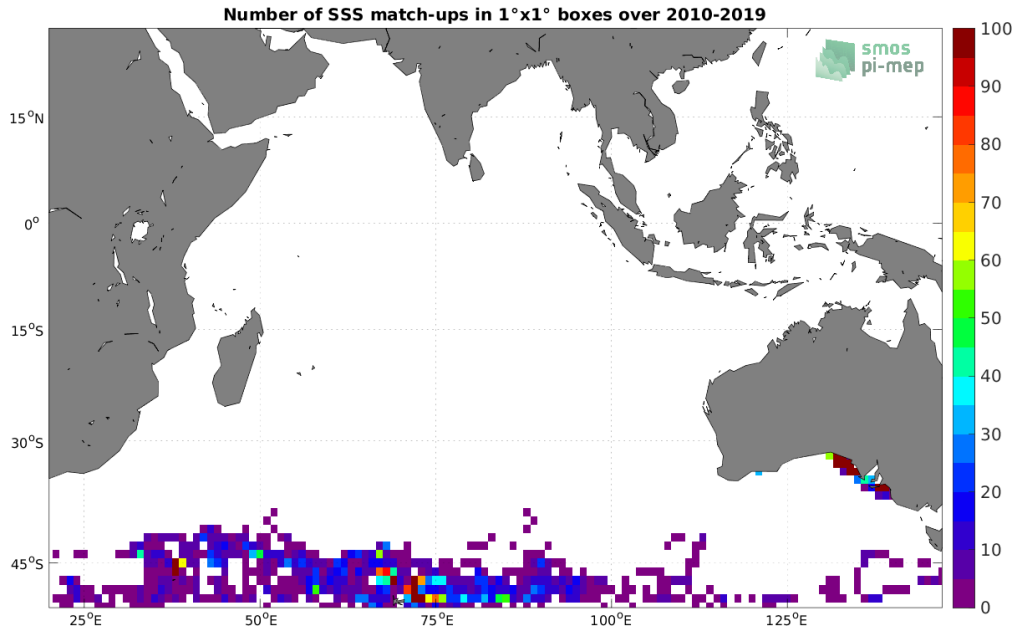 Number of SSS match-ups in 1°x1° boxes over 2010-2019
smos
pi-mep
100
90
80
70
60
50
40
30
20
10
0
15°N
0°
15°S
30°S
45°S
25°E
50°E
75°E
100°E
125°E